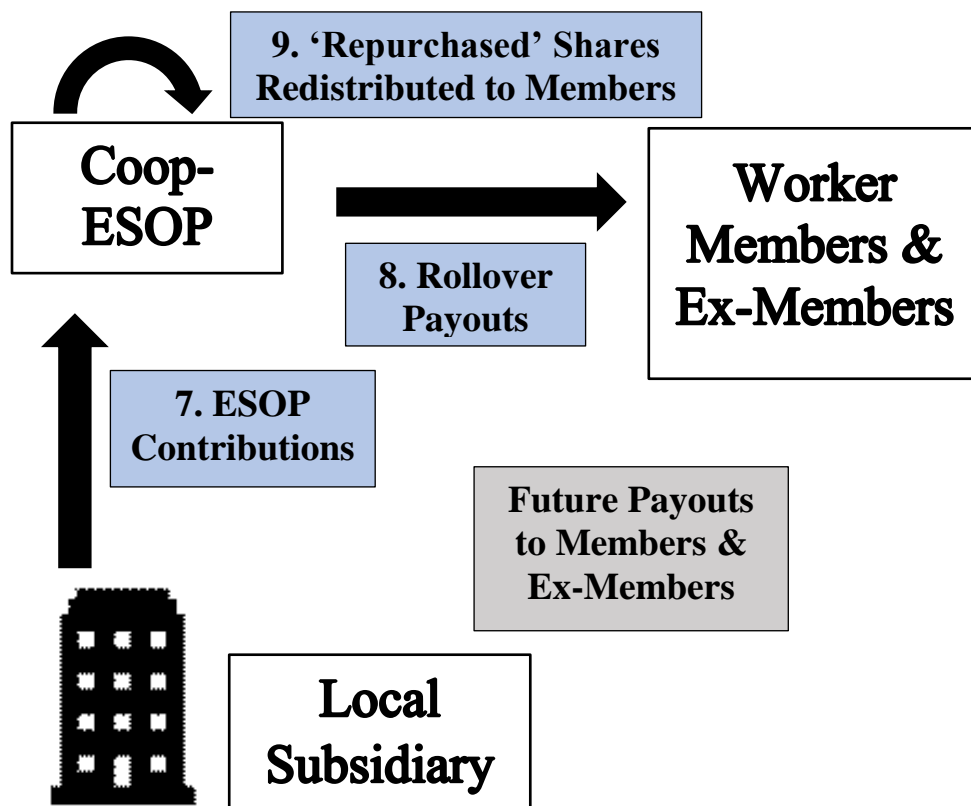 9. ‘Repurchased’ Shares
Redistributed to Members
Coop-
ESOP
Worker
Members &
Ex-Members
8. Rollover
Payouts
7. ESOP
Contributions
Future Payouts
to Members &
Ex-Members
Local
Subsidiary